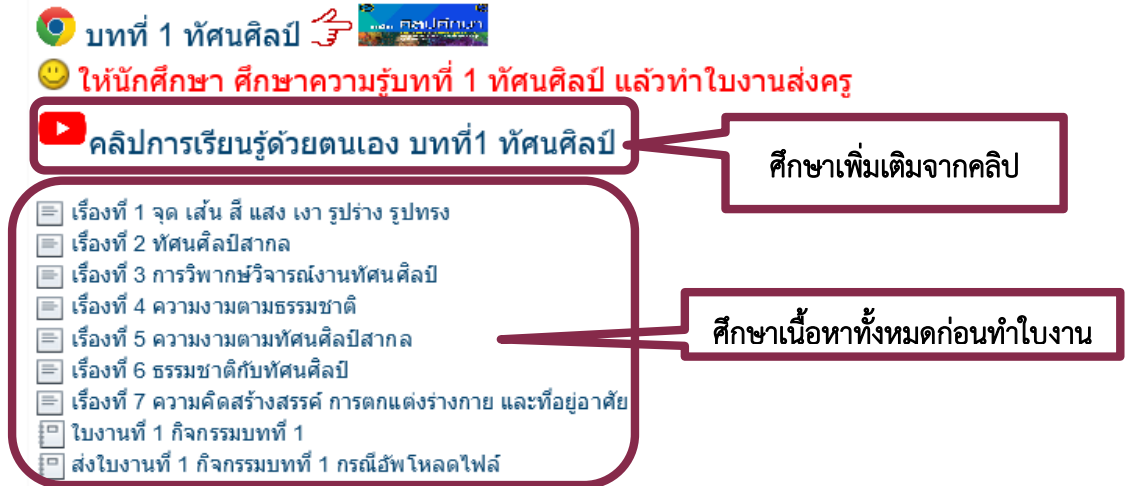 บทที่ 1 ทัศนศิลป์
ให้นักศึกษา ศึกษาความรู้บทที่ 1 ทัศนศิลป์ แล้วทำใบงานส่งครู
คลิปการเรียนรู้ด้วยตนเอง บทที่1 ทัศนศิลป์
ศึกษาเพิ่มเติมจากคลิป
เรื่องที่ 1 จุด เส้น สี แสง เงา รูปร่าง รูปทรง
เรื่องที่ 2 ทัศนศิลป์สากล
เรื่องที่ 3 การวิพากษ์วิจารณ์งานทัศนศิลป์
เรื่องที่ 4 ความงามตามธรรมชาติ
เรื่องที่ 5 ความงามตามทัศนศิลป์สากล
เรื่องที่ 6 ธรรมชาติกับทัศนศิลป์
เรื่องที่ 7 ความคิดสร้างสรรค์ การตกแต่งร่างกาย และที่อยู่อาศัย
ใบงานที่ 1 กิจกรรมบทที่ 1
ส่งใบงานที่ 1 กิจกรรมบทที่ 1 กรณีอัพโหลดไฟล์
ศึกษาเนื้อหาทั้งหมดก่อนทำใบงาน